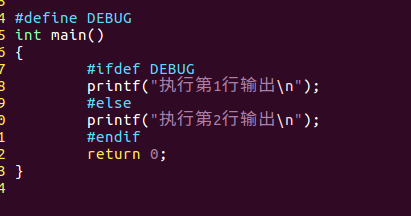 4 #define DEBUG
5 int main()
6 {
7 #ifdef DEBUG
8 printf("执行第1行输出\n");
9 #else
0 printf("执行第2行输出\n");
1 #endif
2 return 0;
3 }
4